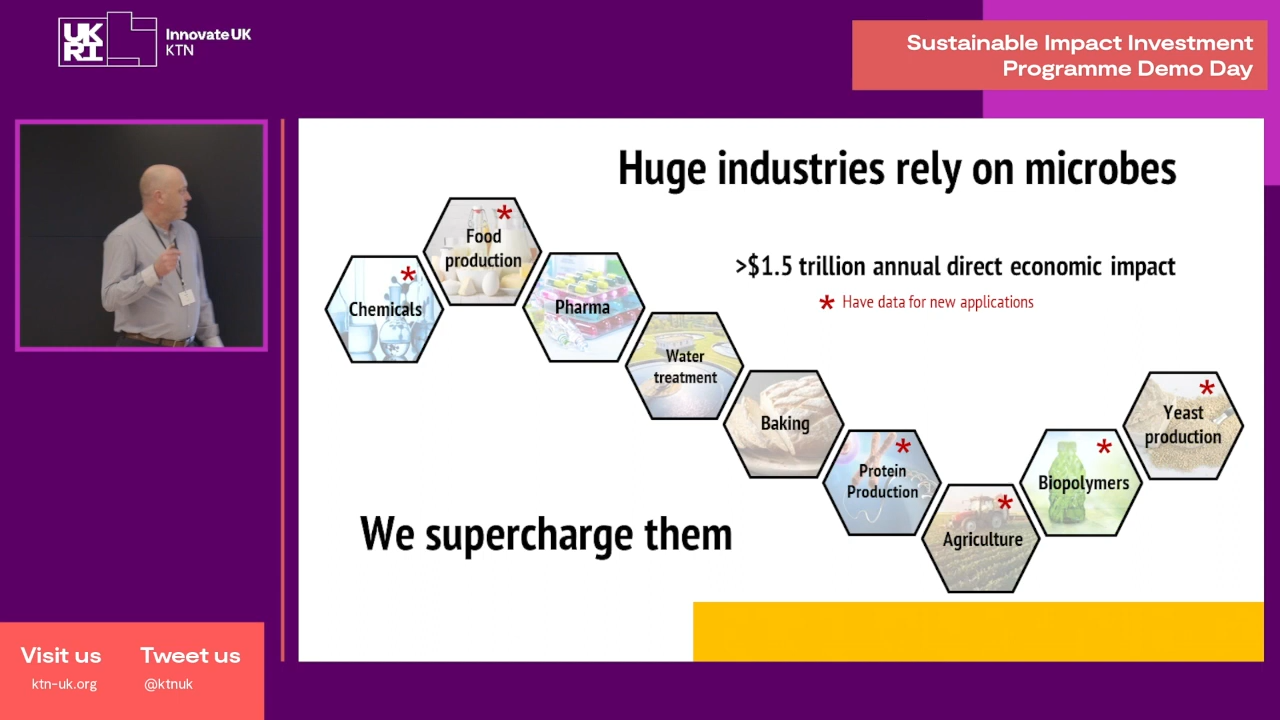 UK
RI
Innovate UK
KTN
Sustainable Impact Investment
Programme Demo Day
Huge industries rely on microbes
>$1.5 trillion annual direct economic impact
* Have data for new applications
*
Chemicals
*
Food
production
Pharma
Water
treatment
Baking
*
Protein
Production
*
Agriculture
*
Biopolymers
*
Yeast
production
We supercharge them
Visit us
ktn-uk.org
Tweet us
@ktnuk